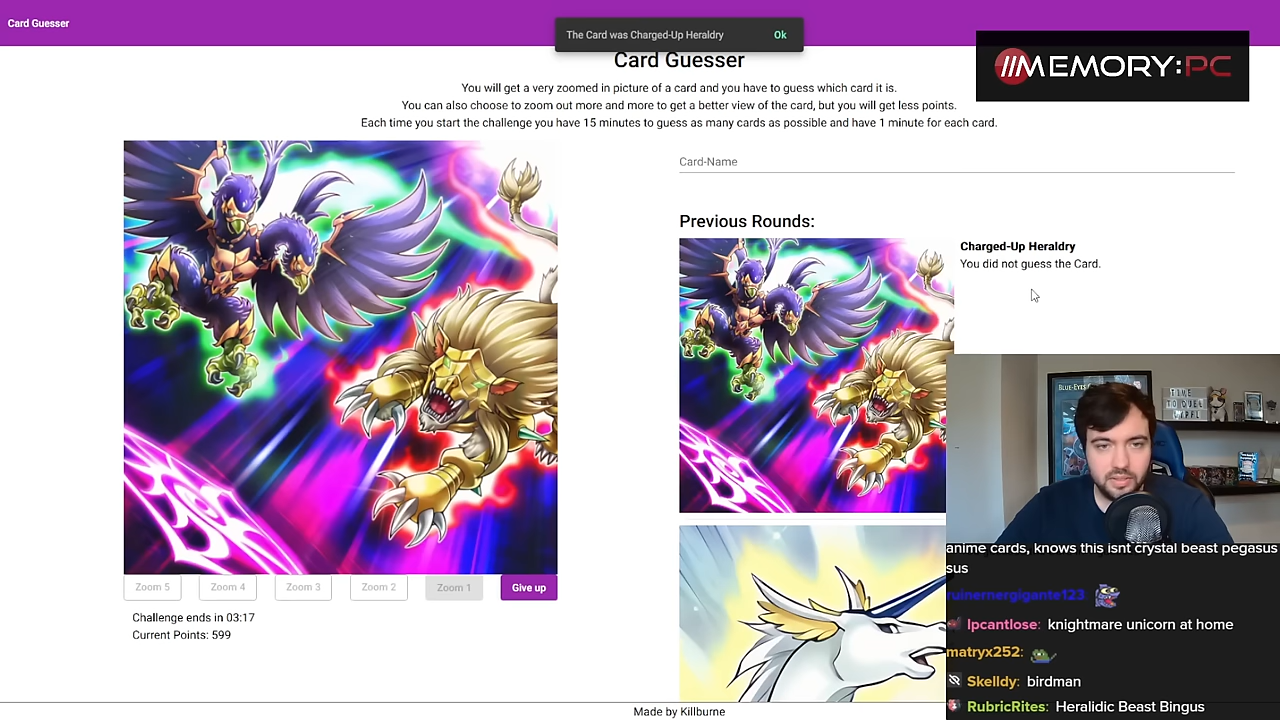 Card Guesser
The Card was Charged-Up Heraldry
Ok
//MEMORY:PC
Card Guesser
You will get a very zoomed in picture of a card and you have to guess which card it is.
You can also choose to zoom out more and more to get a better view of the card, but you will get less points.
Each time you start the challenge you have 15 minutes to guess as many cards as possible and have 1 minute for each card.
Card-Name
Previous Rounds:
Charged-Up Heraldry
You did not guess the Card.
BLUE-EYES
TIME
TO DUEL
Zoom 5
Zoom 4
Zoom 3
Zoom 2
Zoom 1
Give up
Challenge ends in 03:17
Current Points: 599
anime cards, knows this isnt crystal beast pegasus
sus
ruinernergigante123
lpcantlose: knightmare unicorn at home
matryx252:
Skelldy: birdman
RubricRites: Heralidic Beast Bingus
Made by Killburne